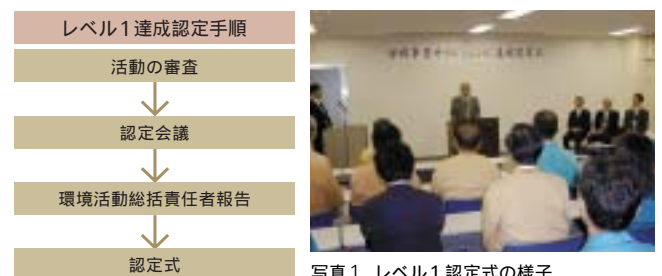 レベル1達成認定手順
活動の審査
認定会議
環境活動総括責任者報告
認定式
写真1 レベル1認定式の様子